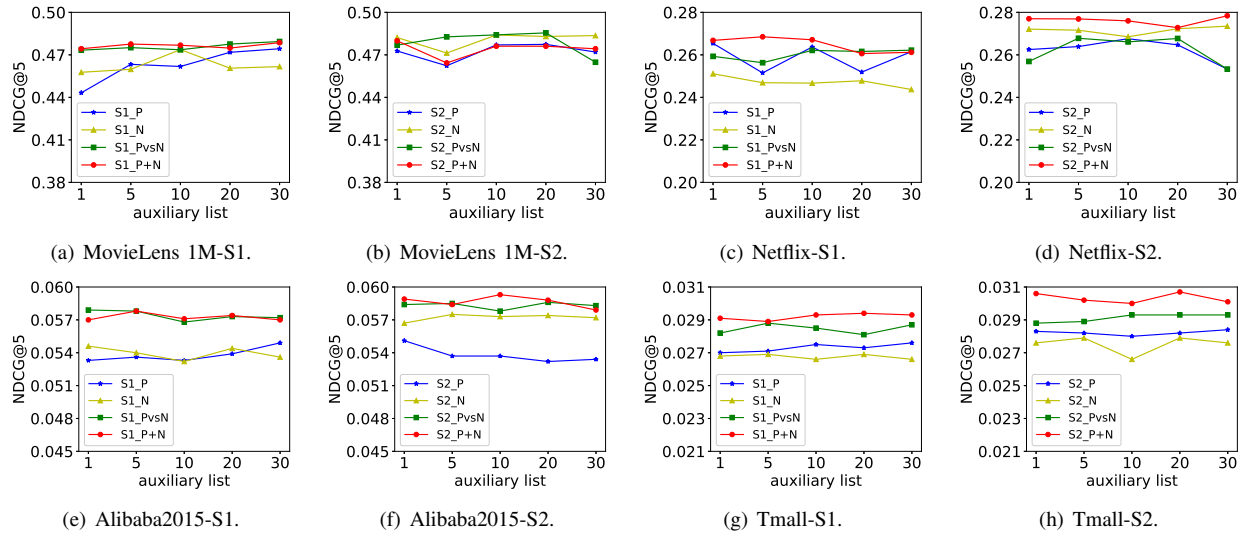 0.50
0.47
0.44
0.41
0.38
NDCG@5
S1_P
S1_N
S1_PvsN
S1_P+N
1 5 10 20 30
auxiliary list
(a) MovieLens 1M-S1.
0.50
0.47
0.44
0.41
0.38
NDCG@5
S2_P
S2_N
S2_PvsN
S2_P+N
1 5 10 20 30
auxiliary list
(b) MovieLens 1M-S2.
0.28
0.26
0.24
0.22
0.20
NDCG@5
S1_P
S1_N
S1_PvsN
S1_P+N
1 5 10 20 30
auxiliary list
(c) Netflix-S1.
0.28
0.26
0.24
0.22
0.20
NDCG@5
S2_P
S2_N
S2_PvsN
S2_P+N
1 5 10 20 30
auxiliary list
(d) Netflix-S2.
0.060
0.057
0.054
0.051
0.048
0.045
NDCG@5
S1_P
S1_N
S1_PvsN
S1_P+N
1 5 10 20 30
auxiliary list
(e) Alibaba2015-S1.
0.060
0.057
0.054
0.051
0.048
0.045
NDCG@5
S2_P
S2_N
S2_PvsN
S2_P+N
1 5 10 20 30
auxiliary list
(f) Alibaba2015-S2.
0.031
0.029
0.027
0.025
0.023
0.021
NDCG@5
S1_P
S1_N
S1_PvsN
S1_P+N
1 5 10 20 30
auxiliary list
(g) Tmall-S1.
0.031
0.029
0.027
0.025
0.023
0.021
NDCG@5
S2_P
S2_N
S2_PvsN
S2_P+N
1 5 10 20 30
auxiliary list
(h) Tmall-S2.